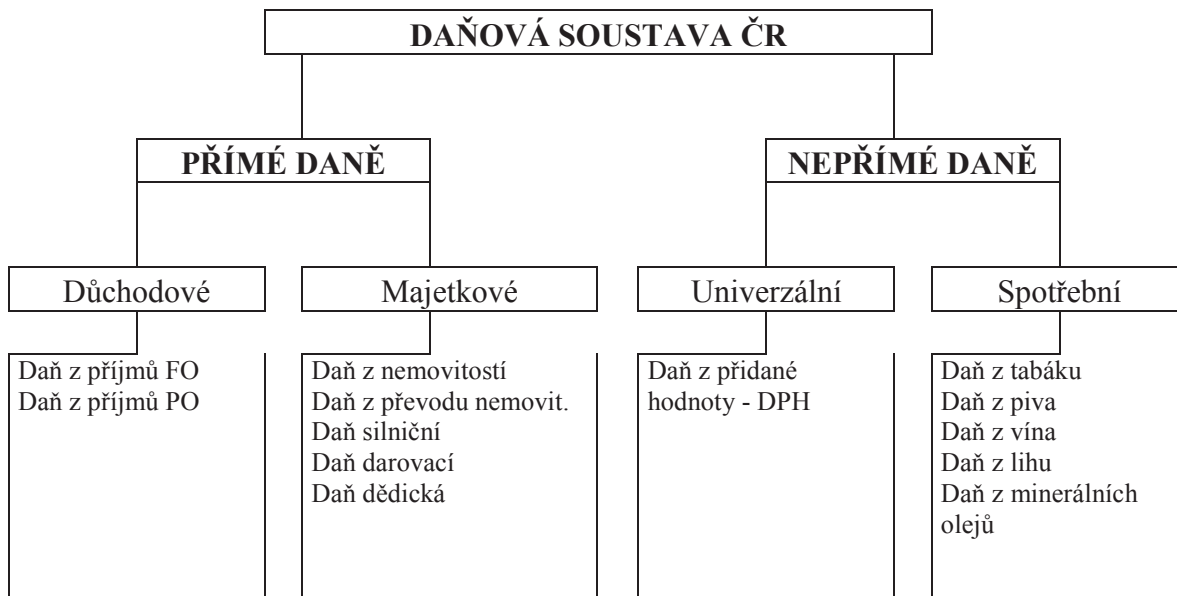 DAŇOVÁ SOUSTAVA ČR
PŘÍMÉ DANĚ
NEPŘÍMÉ DANĚ
Důchodové
Majetkové
Univerzální
Spotřební
Daň z příjmů FO
Daň z příjmů PO
Daň z nemovitostí
Daň z převodu nemovit.
Daň silniční
Daň darovací
Daň dědická
Daň z přidané
hodnoty - DPH
Daň z tabáku
Daň z piva
Daň z vína
Daň z lihu
Daň z minerálních
olejů